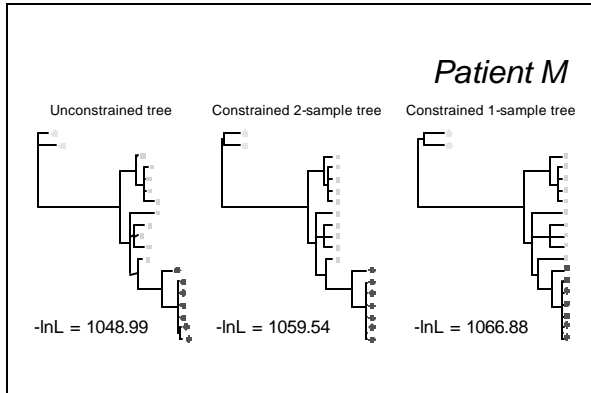 Patient M
Unconstrained tree
Constrained 2-sample tree
Constrained 1-sample tree
-lnL = 1048.99
-lnL = 1059.54
-lnL = 1066.88